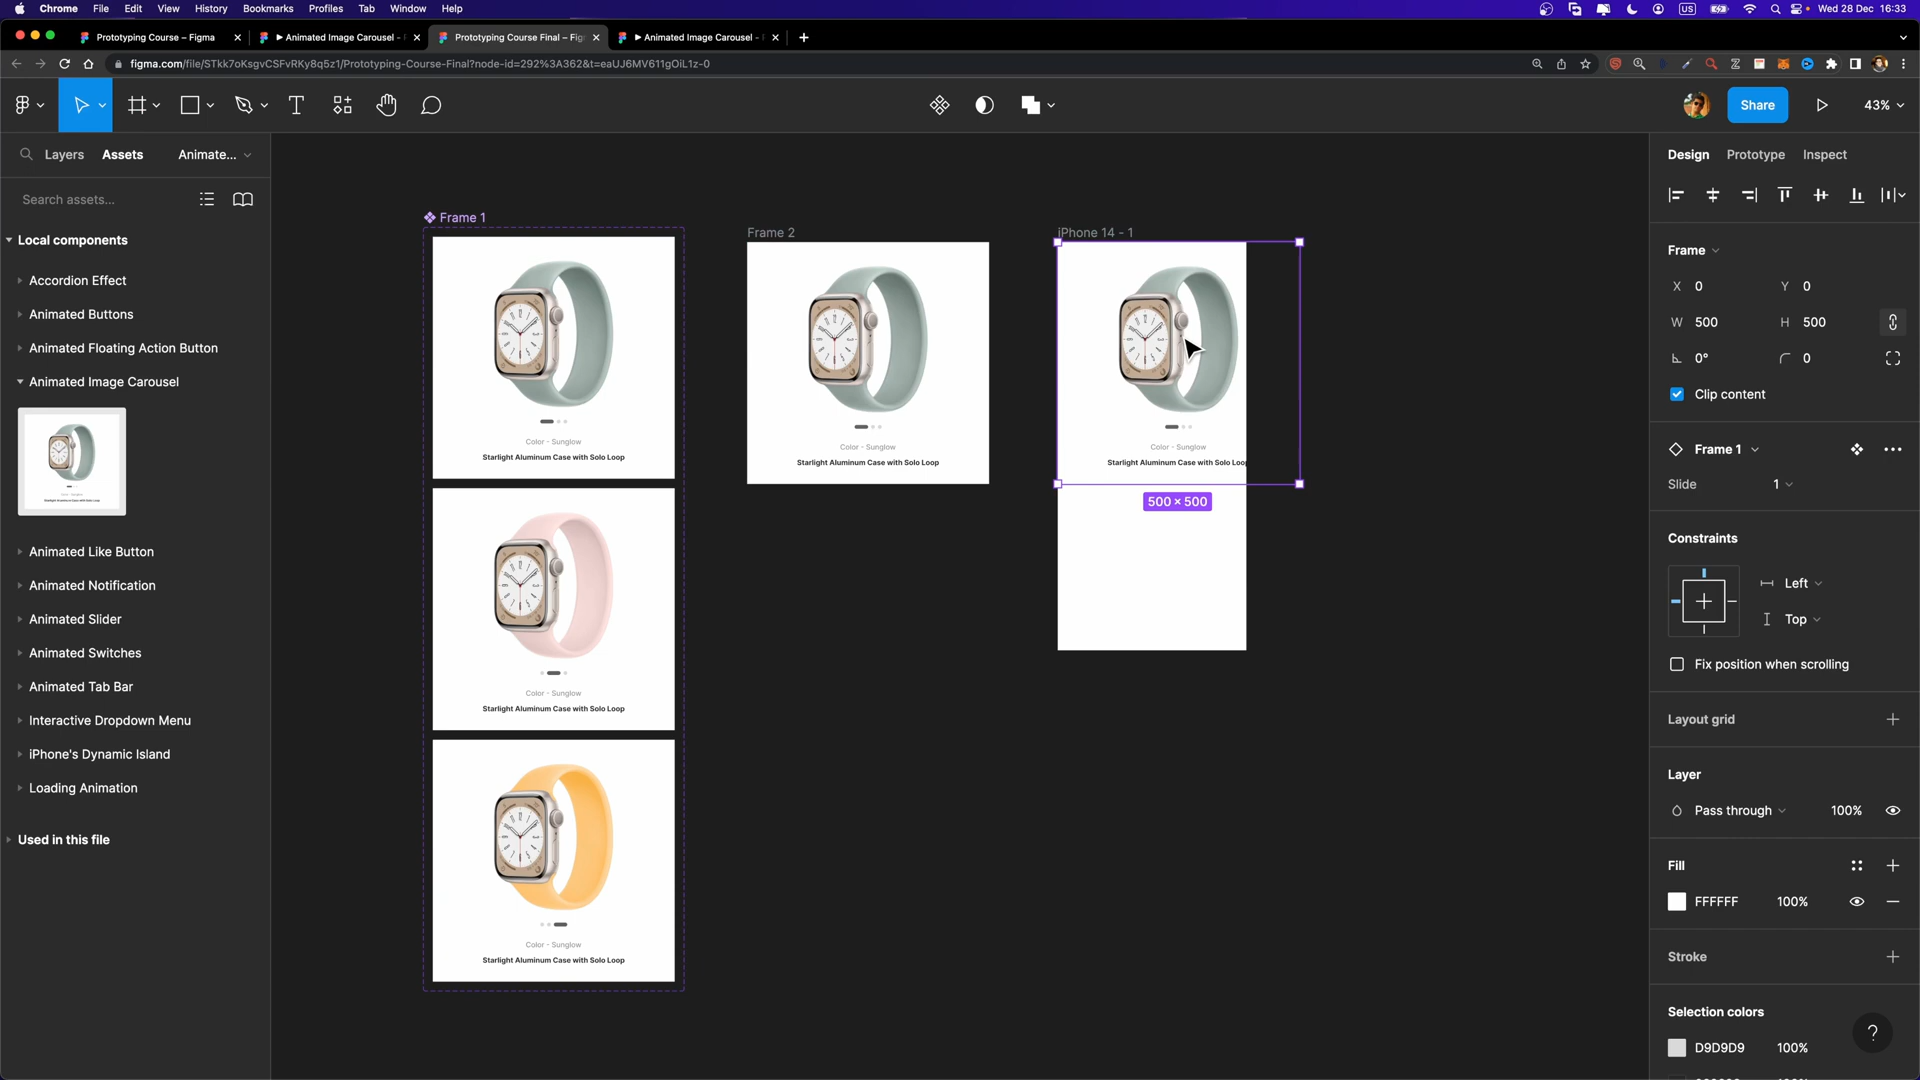 Chrome File Edit View History Bookmarks Profiles Tab Window Help US Wed 28 Dec 16:33
Prototyping Course – Figma
Animated Image Carousel -
Prototyping Course Final – Fig
Animated Image Carousel -
figma.com/file/STkk7oKsgvCSFvRKy8q5z1/Prototyping-Course-Final?node-id=292%3A362&t=eaUJ6MV611gOiL1z-0
Share
43%
Layers Assets Animate...
Search assets...
Local components
Accordion Effect
Animated Buttons
Animated Floating Action Button
Animated Image Carousel
Animated Like Button
Animated Notification
Animated Slider
Animated Switches
Animated Tab Bar
Interactive Dropdown Menu
iPhone's Dynamic Island
Loading Animation
Used in this file
Frame 1
Color - Sunglow
Starlight Aluminum Case with Solo Loop
Color - Sunglow
Starlight Aluminum Case with Solo Loop
Color - Sunglow
Starlight Aluminum Case with Solo Loop
Frame 2
Color - Sunglow
Starlight Aluminum Case with Solo Loop
iPhone 14 - 1
Color - Sunglow
Starlight Aluminum Case with Solo Loop
500 × 500
Design Prototype Inspect
Frame
X 0 Y 0
W 500 H 500
0° 0
Clip content
Frame 1
Slide 1
Constraints
Left
Top
Fix position when scrolling
Layout grid
Layer
Pass through 100%
Fill
FFFFFF 100%
Stroke
Selection colors
D9D9D9 100%
?